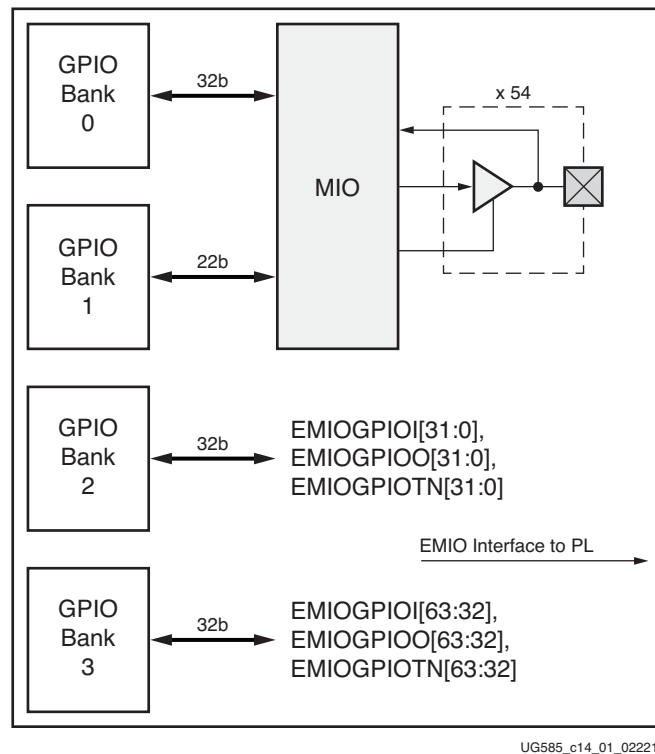 GPIO
Bank
0
32b
MIO
x 54
GPIO
Bank
1
22b
GPIO
Bank
2
32b
EMIOGPIOI[31:0],
EMIOGPIOO[31:0],
EMIOGPIOTN[31:0]
EMIO Interface to PL
GPIO
Bank
3
32b
EMIOGPIOI[63:32],
EMIOGPIOO[63:32],
EMIOGPIOTN[63:32]
UG585_c14_01_02221